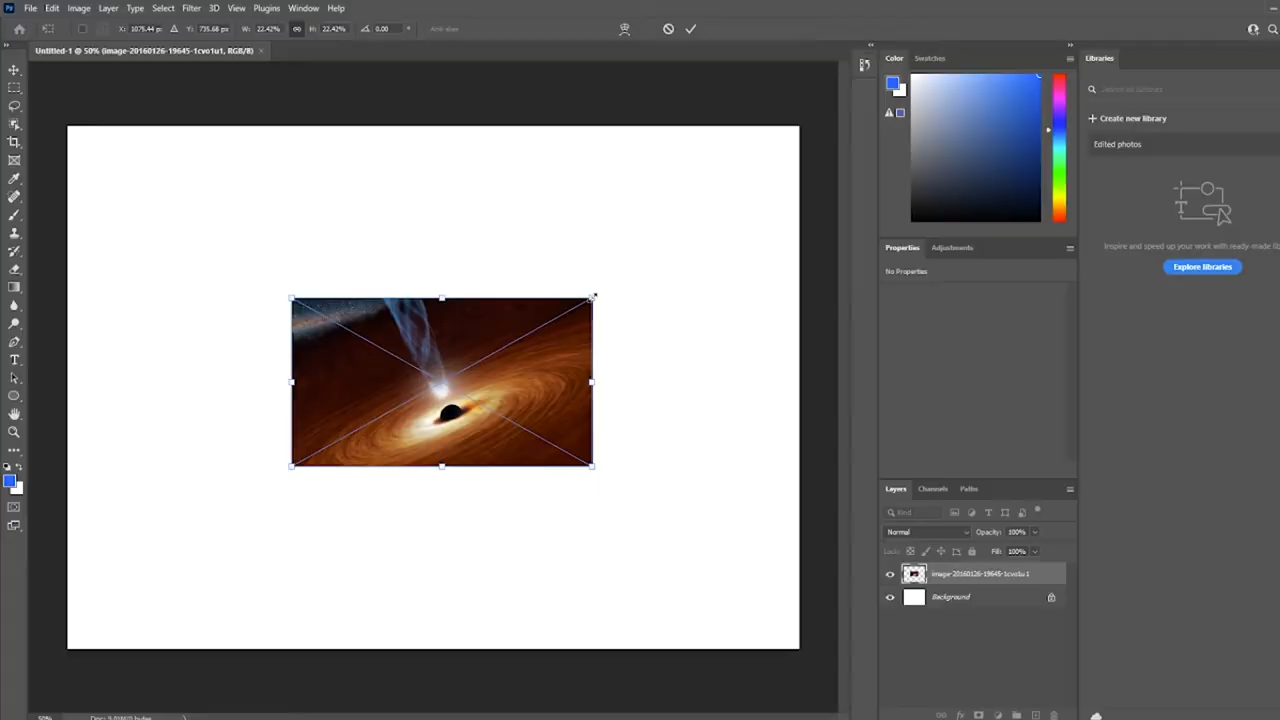 Ps File Edit Image Layer Type Select Filter 3D View Plugins Window Help
X: 1075.44 px Y: 735.68 px W: 22.42% H: 22.42% 0.00 Anti-alias
Untitled-1 @ 50% (image-20160126-19645-1cvo1u1, RGB/8) ×
Color Swatches
Libraries
Create new library
Edited photos
Inspire and speed up your work with ready-made
Explore libraries
Properties Adjustments
No Properties
Layers Channels Paths
Kind
Normal Opacity: 100%
Lock: Fill: 100%
image-20160126-19645-1cvo1u1
Background
50%